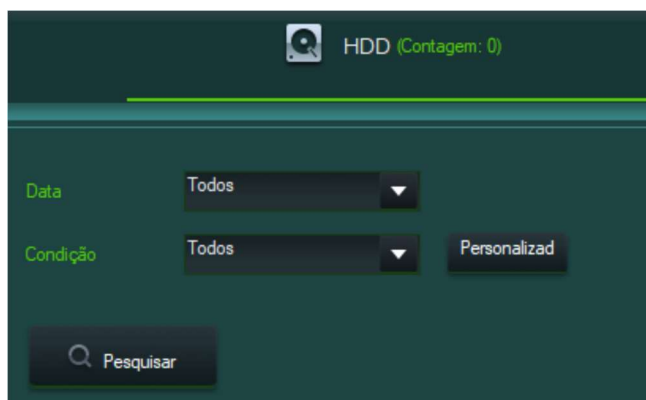 HDD (Contagem: 0)
Data Todos
Condição Todos Personalizad
Pesquisar